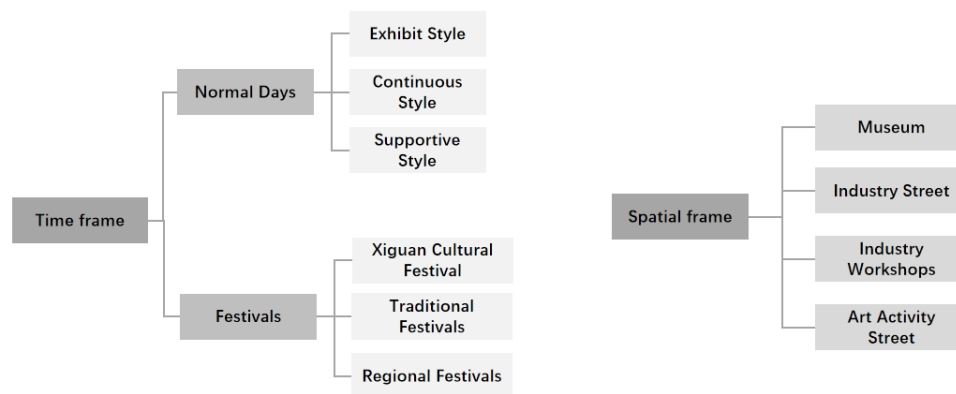 Time frame
Normal Days
Exhibit Style
Continuous
Style
Supportive
Style
Festivals
Xiguan Cultural
Festival
Traditional
Festivals
Regional Festivals
Spatial frame
Museum
Industry Street
Industry
Workshops
Art Activity
Street